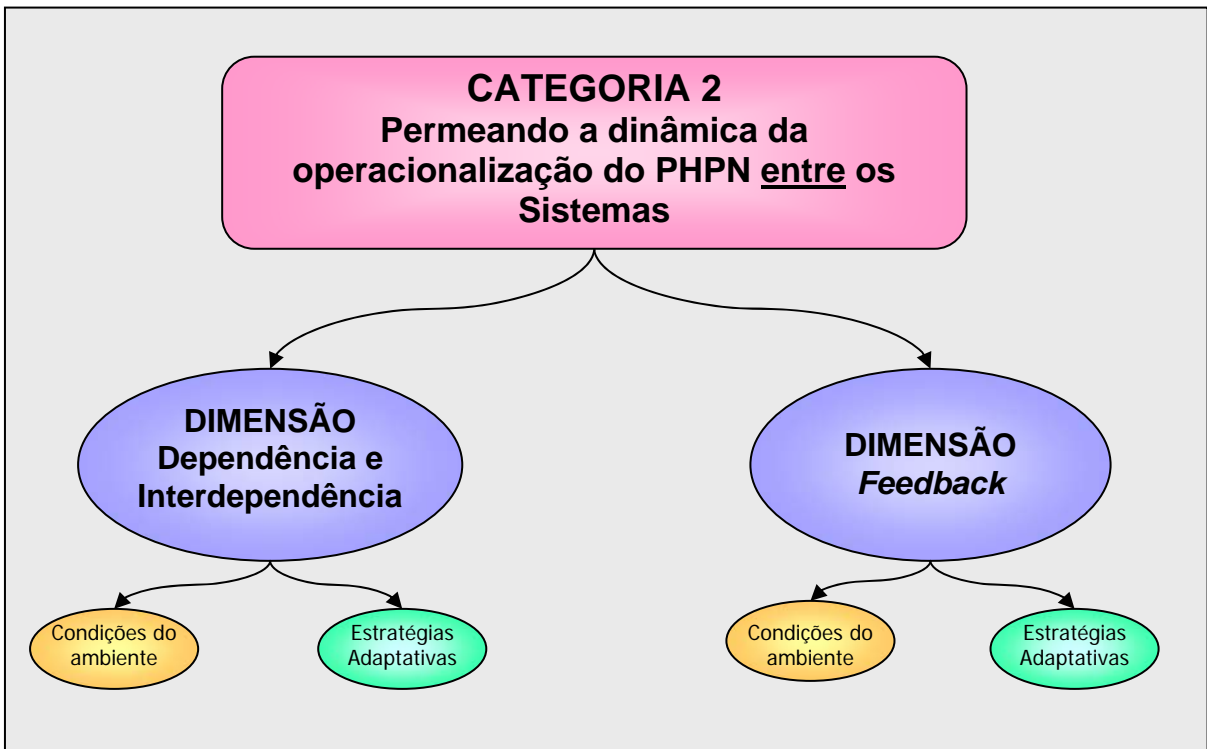 CATEGORIA 2
Permeando a dinâmica da
operacionalização do PHPN entre os
Sistemas
DIMENSÃO
Dependência e
Interdependência
DIMENSÃO
Feedback
Condições do
ambiente
Estratégias
Adaptativas
Condições do
ambiente
Estratégias
Adaptativas